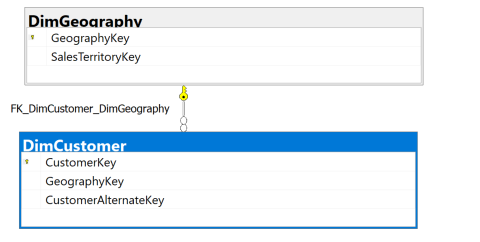 DimGeography
GeographyKey
SalesTerritoryKey
FK_DimCustomer_DimGeography
DimCustomer
CustomerKey
GeographyKey
CustomerAlternateKey